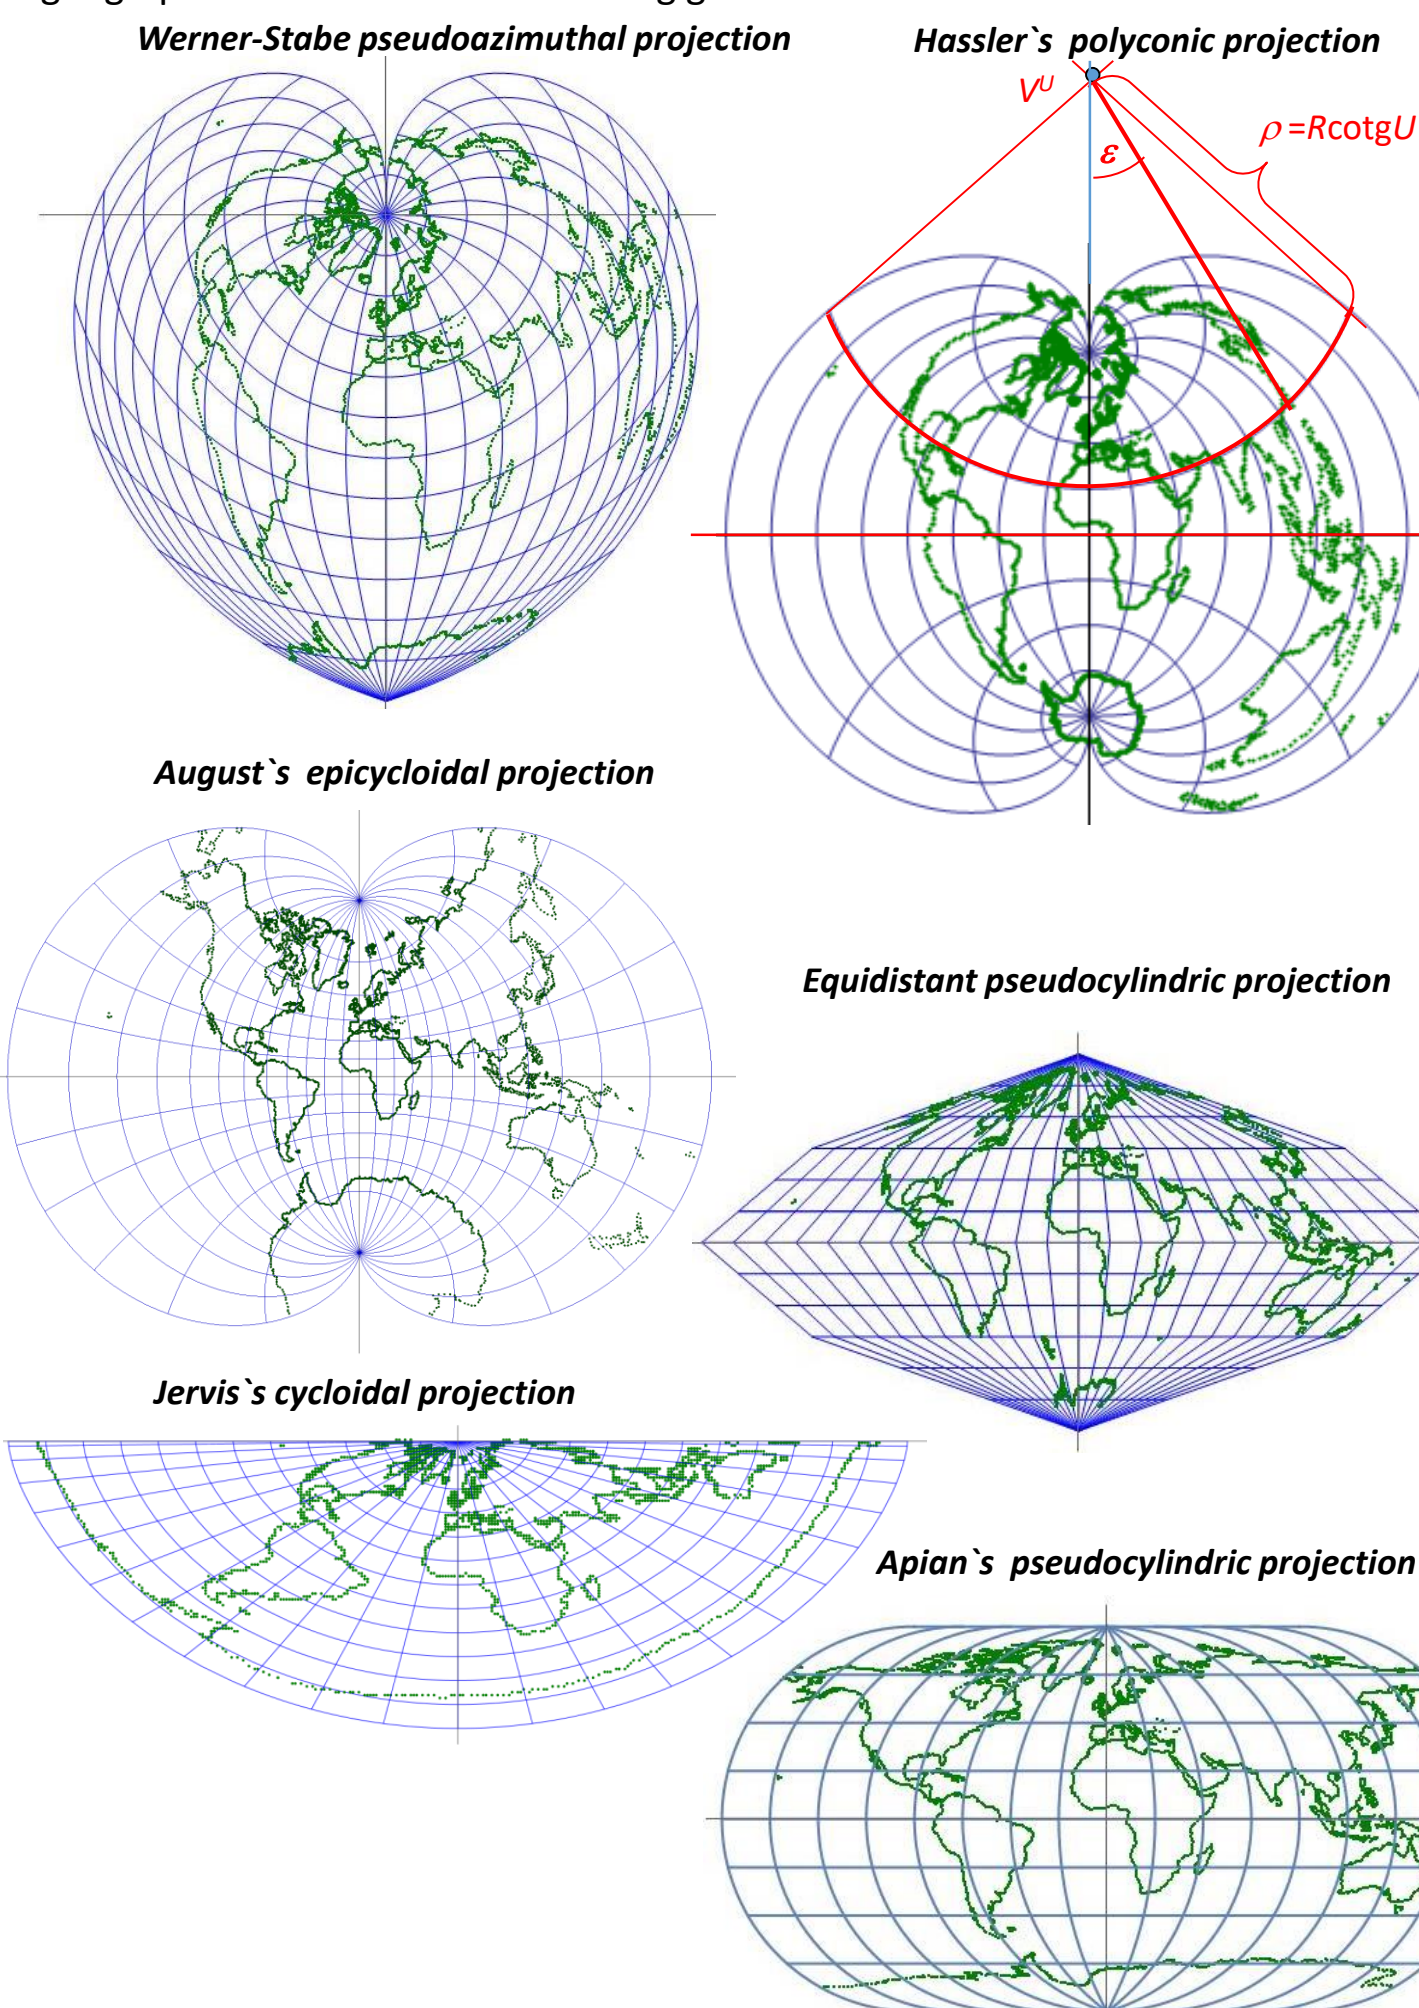 Werner-Stabe pseudoazimuthal projection
Hassler`s polyconic projection
V^U
ρ =RcotgU
ε
August`s epicycloidal projection
Equidistant pseudocylindric projection
Jervis`s cycloidal projection
Apian`s pseudocylindric projection